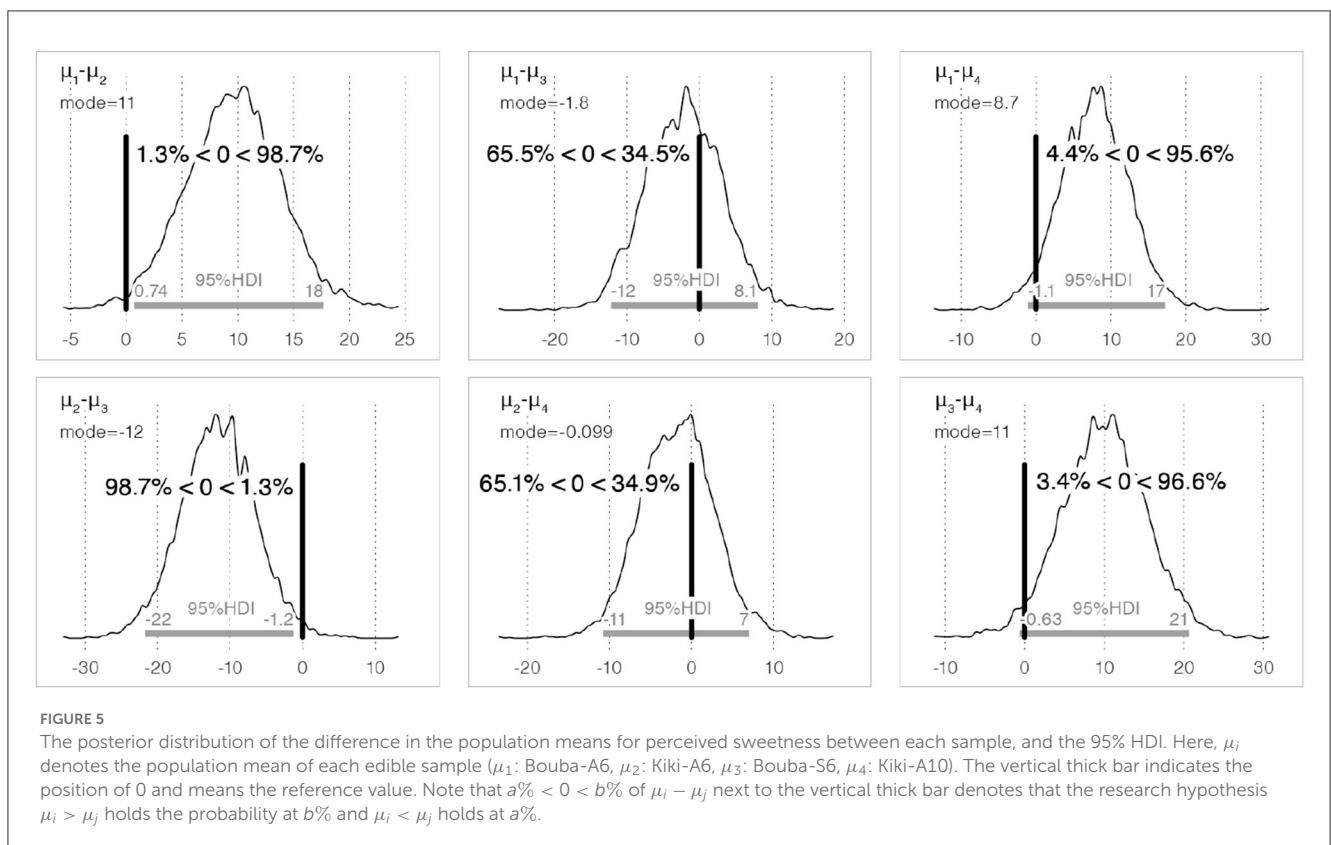 μ1-μ2
mode=11
1.3% < 0 < 98.7%
95%HDI
0.74 18
-5 0 5 10 15 20 25
μ1-μ3
mode=-1.8
65.5% < 0 < 34.5%
95%HDI
-12 8.1
-20 -10 0 10 20
μ1-μ4
mode=8.7
4.4% < 0 < 95.6%
95%HDI
-1.1 17
-10 0 10 20 30
μ2-μ3
mode=-12
98.7% < 0 < 1.3%
95%HDI
-22 -1.2
-30 -20 -10 0 10
μ2-μ4
mode=-0.099
65.1% < 0 < 34.9%
95%HDI
-11 7
-20 -10 0 10
μ3-μ4
mode=11
3.4% < 0 < 96.6%
95%HDI
-0.63 21
-10 0 10 20 30
FIGURE 5
The posterior distribution of the difference in the population means for perceived sweetness between each sample, and the 95% HDI. Here, μi
denotes the population mean of each edible sample (μ1: Bouba-A6, μ2: Kiki-A6, μ3: Bouba-S6, μ4: Kiki-A10). The vertical thick bar indicates the
position of 0 and means the reference value. Note that a% < 0 < b% of μi − μj next to the vertical thick bar denotes that the research hypothesis
μi > μj holds the probability at b% and μi < μj holds at a%.